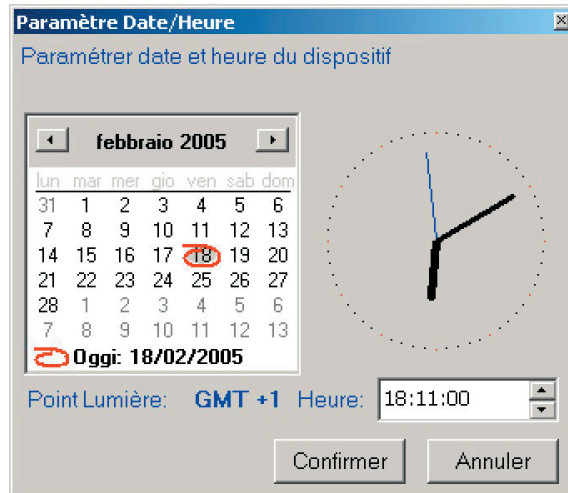 Paramètre Date/Heure
Paramétrer date et heure du dispositif
febbraio 2005
lun mar mer gio ven sab dom
31 1 2 3 4 5 6
7 8 9 10 11 12 13
14 15 16 17 18 19 20
21 22 23 24 25 26 27
28 1 2 3 4 5 6
7 8 9 10 11 12 13
Oggi: 18/02/2005
Point Lumière: GMT +1 Heure: 18:11:00
Confirmer Annuler